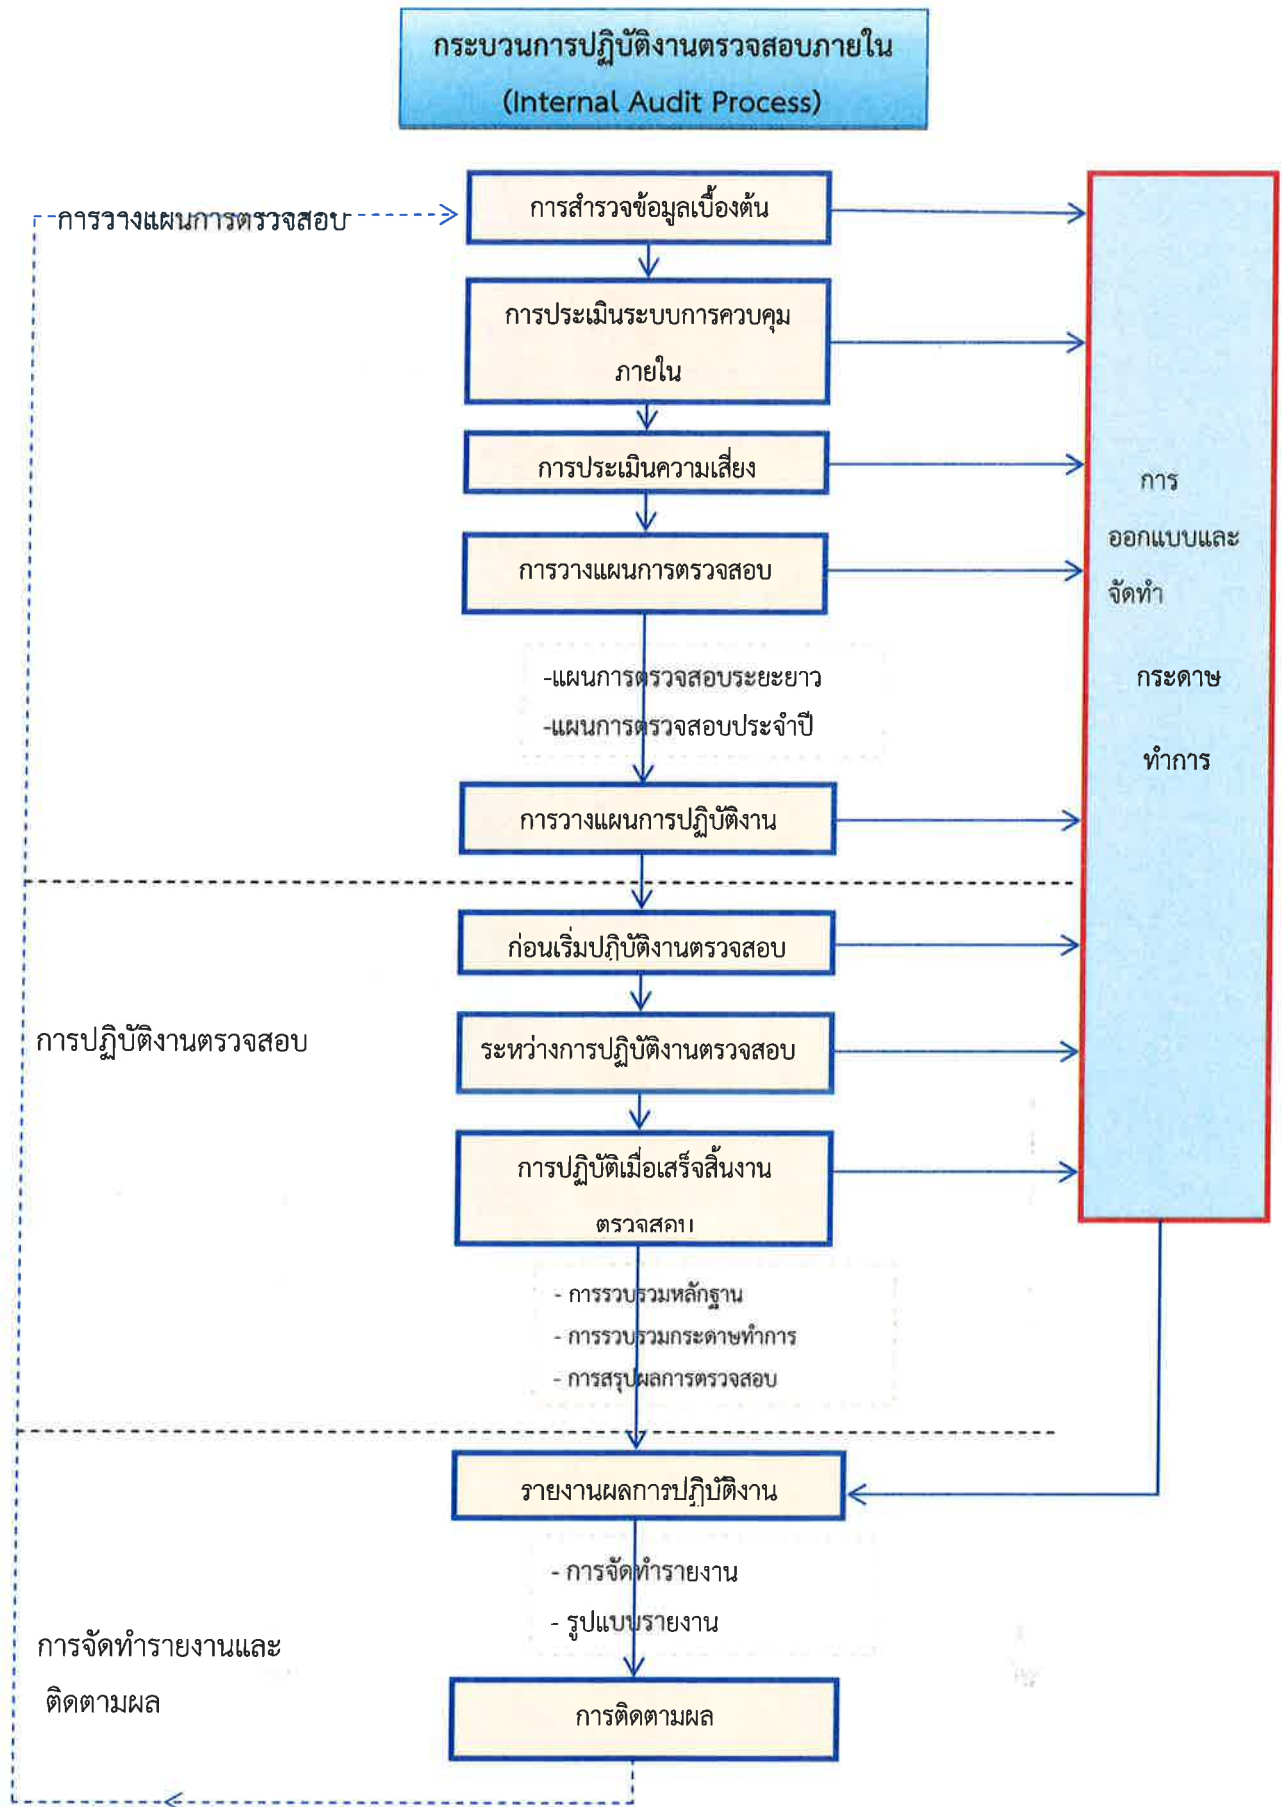 กระบวนการปฏิบัติงานตรวจสอบภายใน
(Internal Audit Process)
การวางแผนการตรวจสอบ
การสำรวจข้อมูลเบื้องต้น
การประเมินระบบการควบคุม
ภายใน
การประเมินความเสี่ยง
การวางแผนการตรวจสอบ
-แผนการตรวจสอบระยะยาว
-แผนการตรวจสอบประจำปี
การวางแผนการปฏิบัติงาน
การ
ออกแบบและ
จัดทำ
กระดาษ
ทำการ
การปฏิบัติงานตรวจสอบ
ก่อนเริ่มปฏิบัติงานตรวจสอบ
ระหว่างการปฏิบัติงานตรวจสอบ
การปฏิบัติเมื่อเสร็จสิ้นงาน
ตรวจสอบ
- การรวบรวมหลักฐาน
- การรวบรวมกระดาษทำการ
- การสรุปผลการตรวจสอบ
รายงานผลการปฏิบัติงาน
- การจัดทำรายงาน
- รูปแบบรายงาน
การจัดทำรายงานและ
ติดตามผล
การติดตามผล